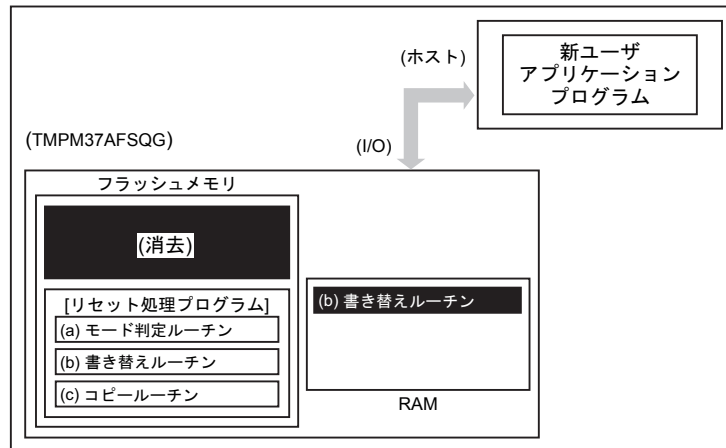 (ホスト)
新ユーザ
アプリケーション
プログラム
(TMPM37AFSQG)
(I/O)
フラッシュメモリ
(消去)
[リセット処理プログラム]
(a) モード判定ルーチン
(b) 書き替えルーチン
(c) コピールーチン
(b) 書き替えルーチン
RAM